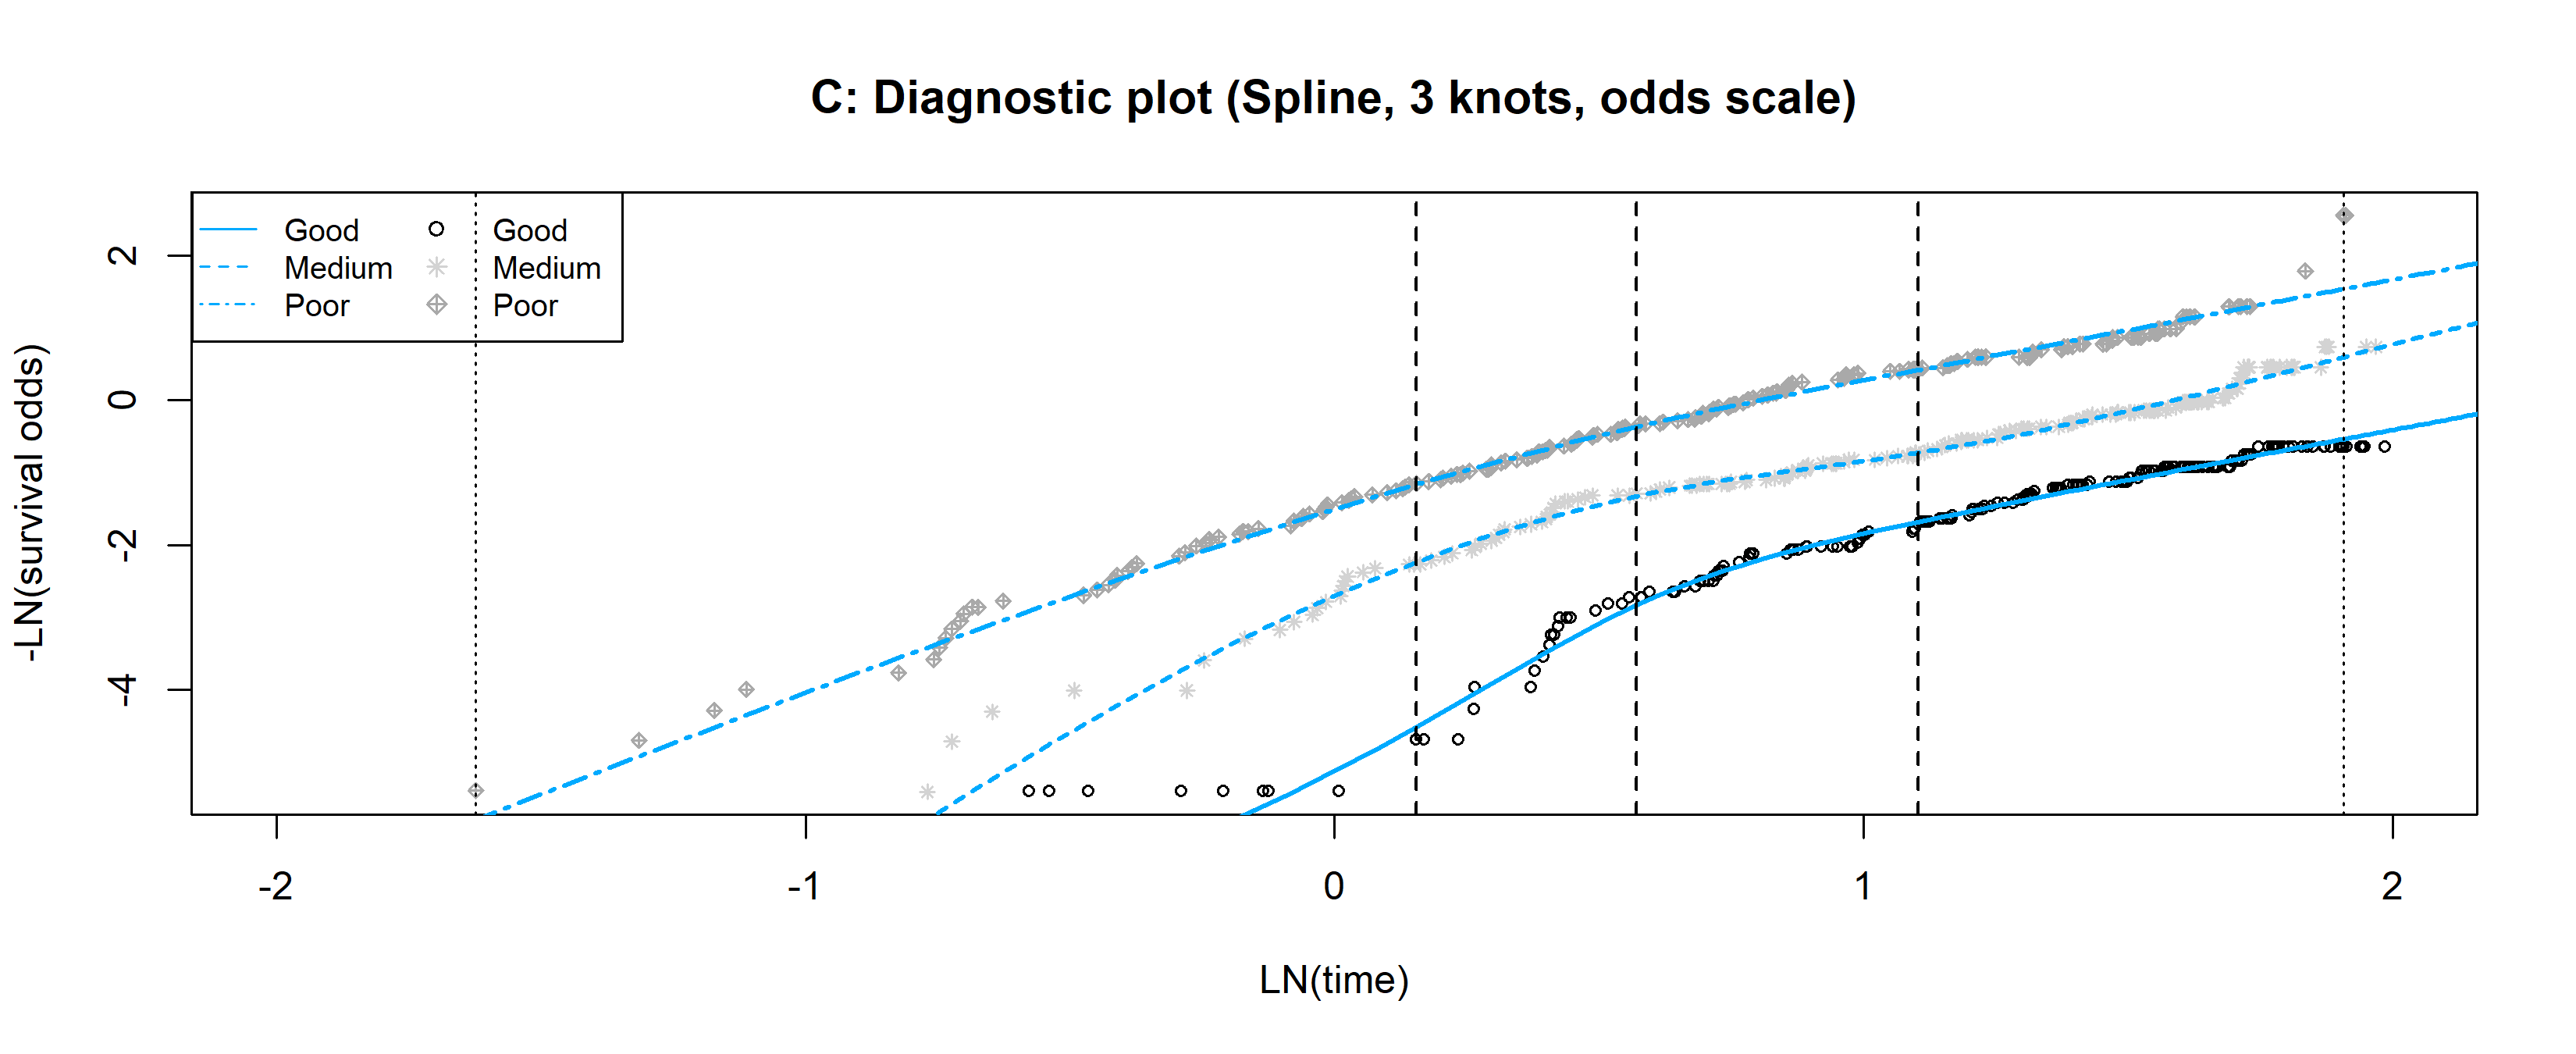 C: Diagnostic plot (Spline, 3 knots, odds scale)
Good Good
Medium Medium
Poor Poor
-LN(survival odds)
2
0
-2
-4
-2 -1 0 1 2
LN(time)